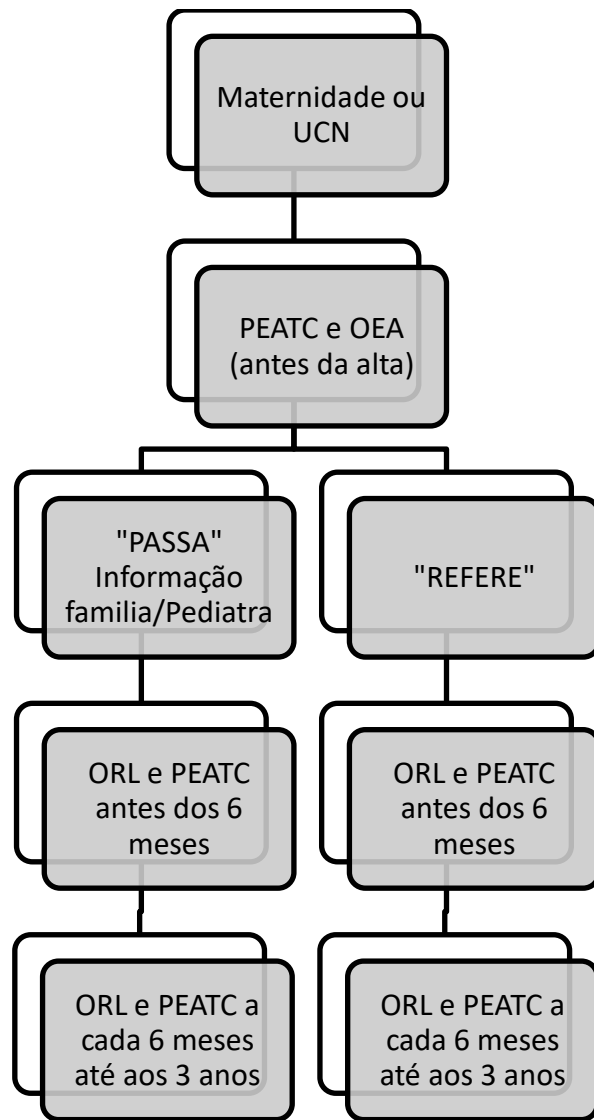 Maternidade ou
UCN
PEATC e OEA
(antes da alta)
"PASSA"
Informação
familia/Pediatra
"REFERE"
ORL e PEATC
antes dos 6
meses
ORL e PEATC
antes dos 6
meses
ORL e PEATC a
cada 6 meses
até aos 3 anos
ORL e PEATC a
cada 6 meses
até aos 3 anos